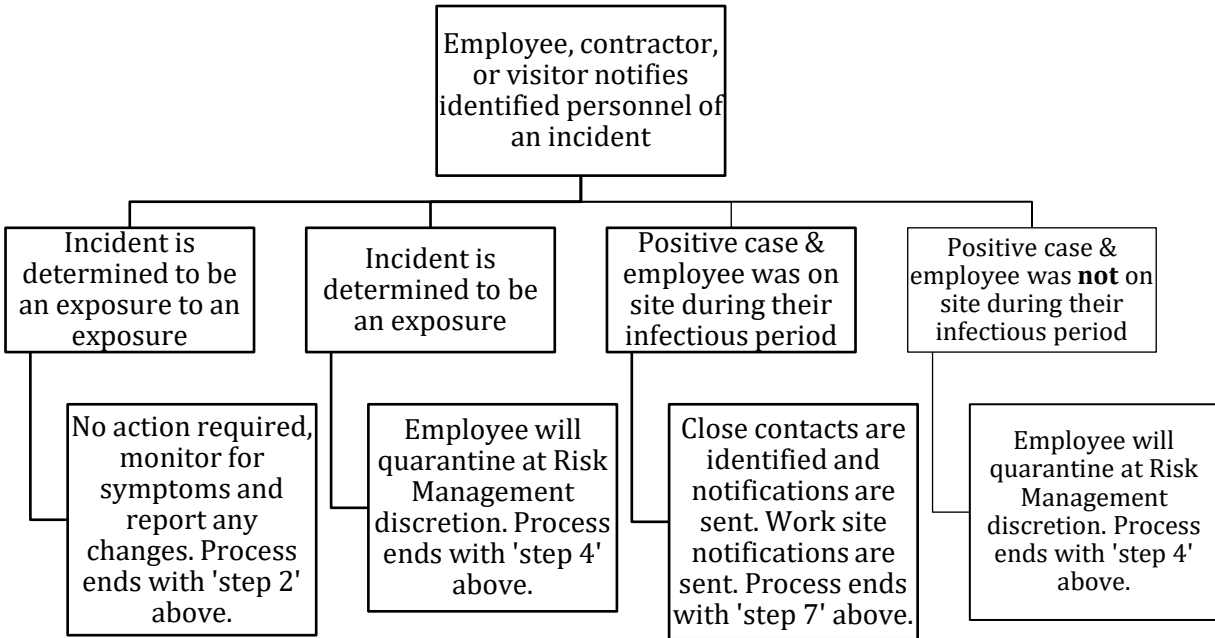 Employee, contractor,
or visitor notifies
identified personnel of
an incident
Incident is
determined to be
an exposure to an
exposure
Incident is
determined to be
an exposure
Positive case &
employee was on
site during their
infectious period
Positive case &
employee was not on
site during their
infectious period
No action required,
monitor for
symptoms and
report any
changes. Process
ends with 'step 2'
above.
Employee will
quarantine at Risk
Management
discretion. Process
ends with 'step 4'
above.
Close contacts are
identified and
notifications are
sent. Work site
notifications are
sent. Process ends
with 'step 7' above.
Employee will
quarantine at Risk
Management
discretion. Process
ends with 'step 4'
above.